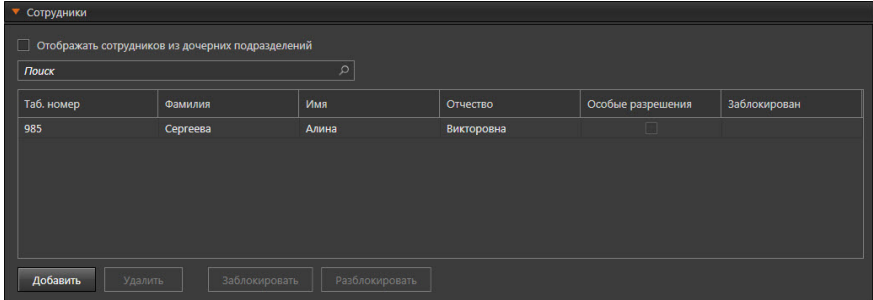 Сотрудники
Отображать сотрудников из дочерних подразделений
Поиск
Таб. номер Фамилия Имя Отчество Особые разрешения Заблокирован
985 Сергеева Алина Викторовна
Добавить Удалить Заблокировать Разблокировать